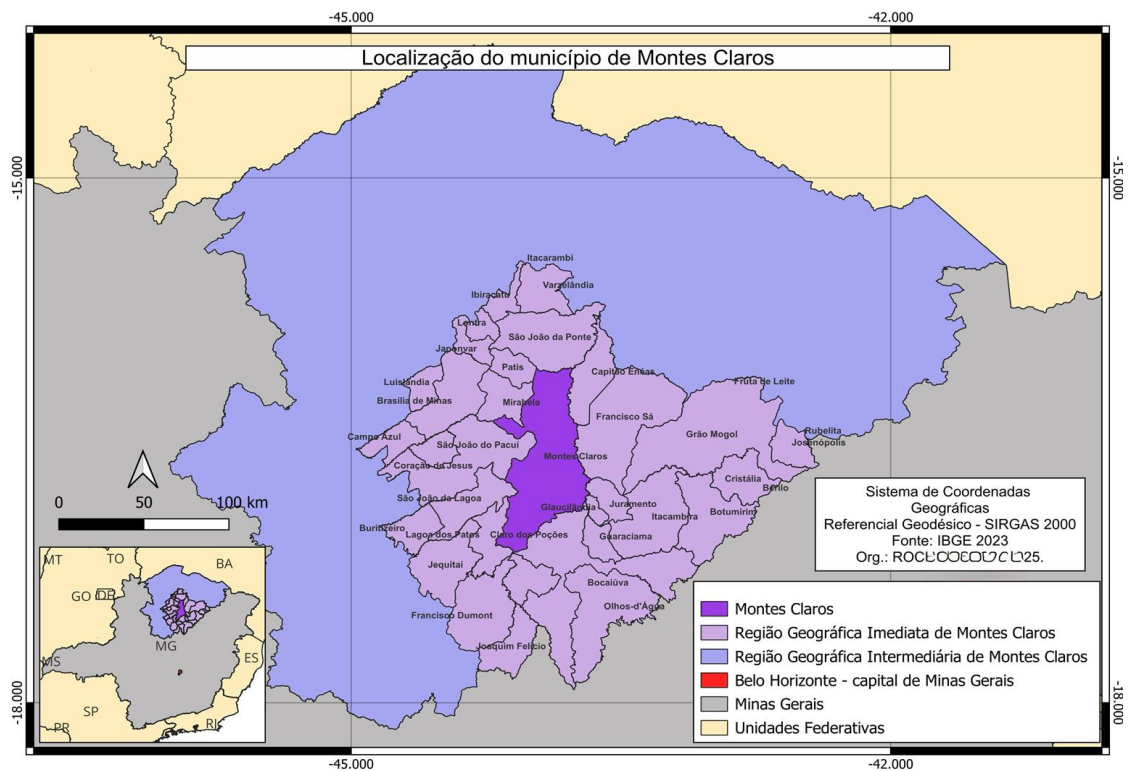 -45.000
-42.000
Localização do município de Montes Claros
-15.000
-15.000
Itacarambi
Varzelândia
Ibiracatu
Lontra
São João da Ponte
Japonvar
Patis
Capitão Enéas
Luislândia
Fruta de Leite
Brasília de Minas
Mirabela
Francisco Sá
Campo Azul
São João do Pacuí
Grão Mogol
Rubelita
Josenópolis
Montes Claros
Coração de Jesus
Cristália
Berilo
São João da Lagoa
Glaucilândia
Juramento
Itacambira
Botumirim
Buritizeiro
Lagoa dos Patos
Claro dos Poções
Guaraciama
Jequitaí
Bocaiúva
Olhos-d'Água
Francisco Dumont
Joaquim Felício
0 50 100 km
Sistema de Coordenadas
Geográficas
Referencial Geodésico - SIRGAS 2000
Fonte: IBGE 2023
Org.:
MT
TO
BA
GO
DF
MG
MS
ES
SP
RJ
PR
Montes Claros
Região Geográfica Imediata de Montes Claros
Região Geográfica Intermediária de Montes Claros
Belo Horizonte - capital de Minas Gerais
Minas Gerais
Unidades Federativas
-18.000
-18.000
-45.000
-42.000